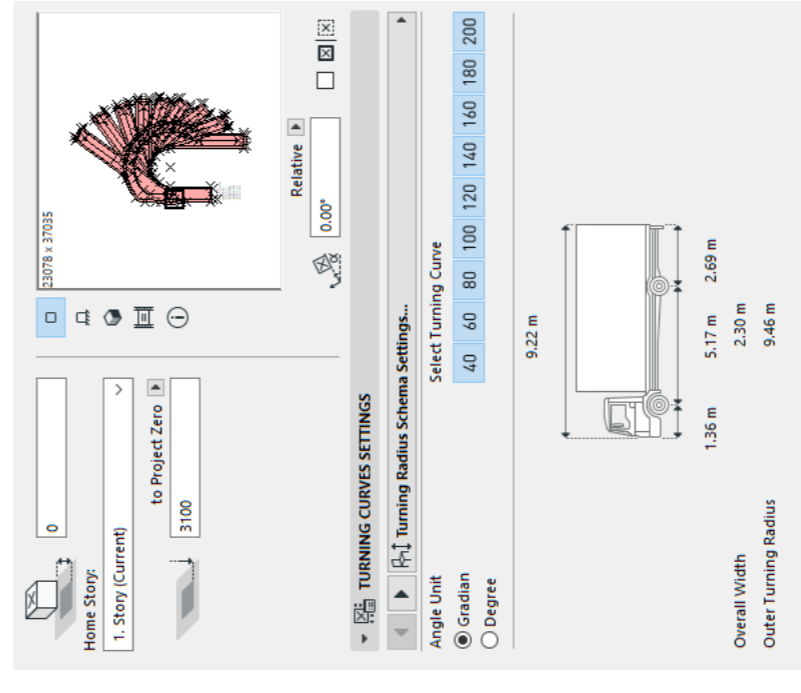 0
Home Story:
1. Story (Current)
to Project Zero
3100
23078 x 37035
Relative
0.00°
α
TURNING CURVES SETTINGS
Turning Radius Schema Settings...
Angle Unit
Gradian
Degree
Select Turning Curve
40 60 80 100 120 140 160 180 200
9.22 m
1.36 m 5.17 m 2.69 m
Overall Width 2.30 m
Outer Turning Radius 9.46 m